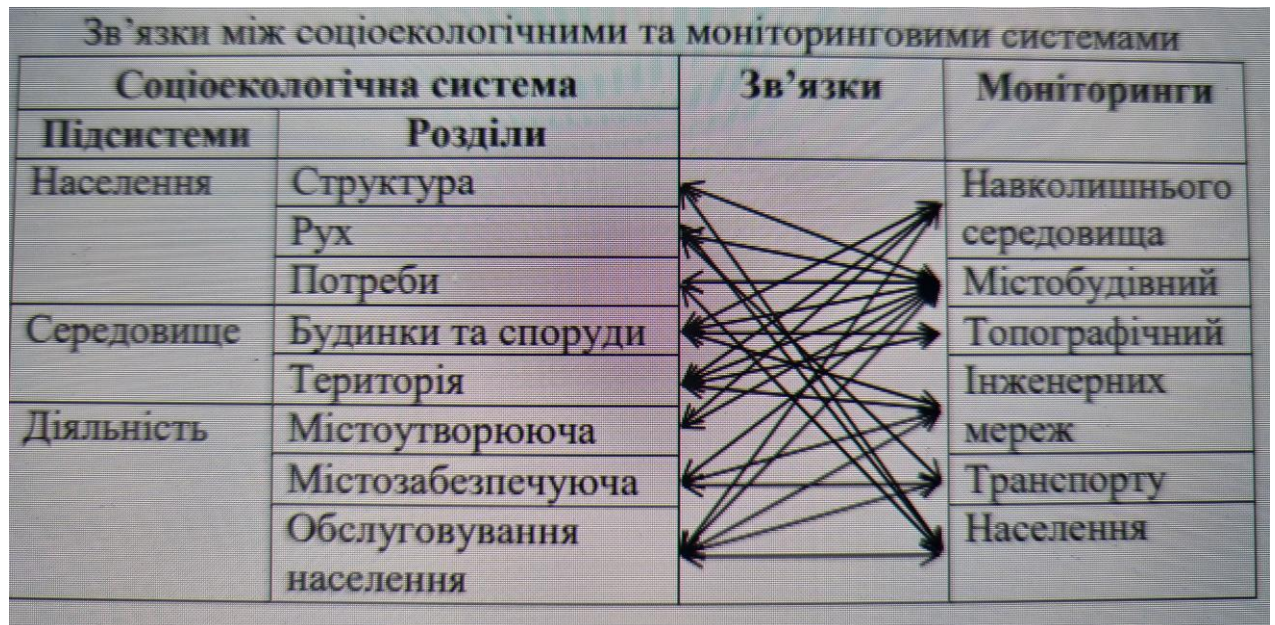 Зв’язки між соціоекологічними та моніторинговими системами
Соціоекологічна система
Зв’язки
Моніторинги
Підсистеми
Розділи
Населення
Структура
Навколишнього
Рух
середовища
Потреби
Містобудівний
Середовище
Будинки та споруди
Топографічний
Територія
Інженерних
Діяльність
Містоутворююча
мереж
Містозабезпечуюча
Транспорту
Обслуговування
Населення
населення